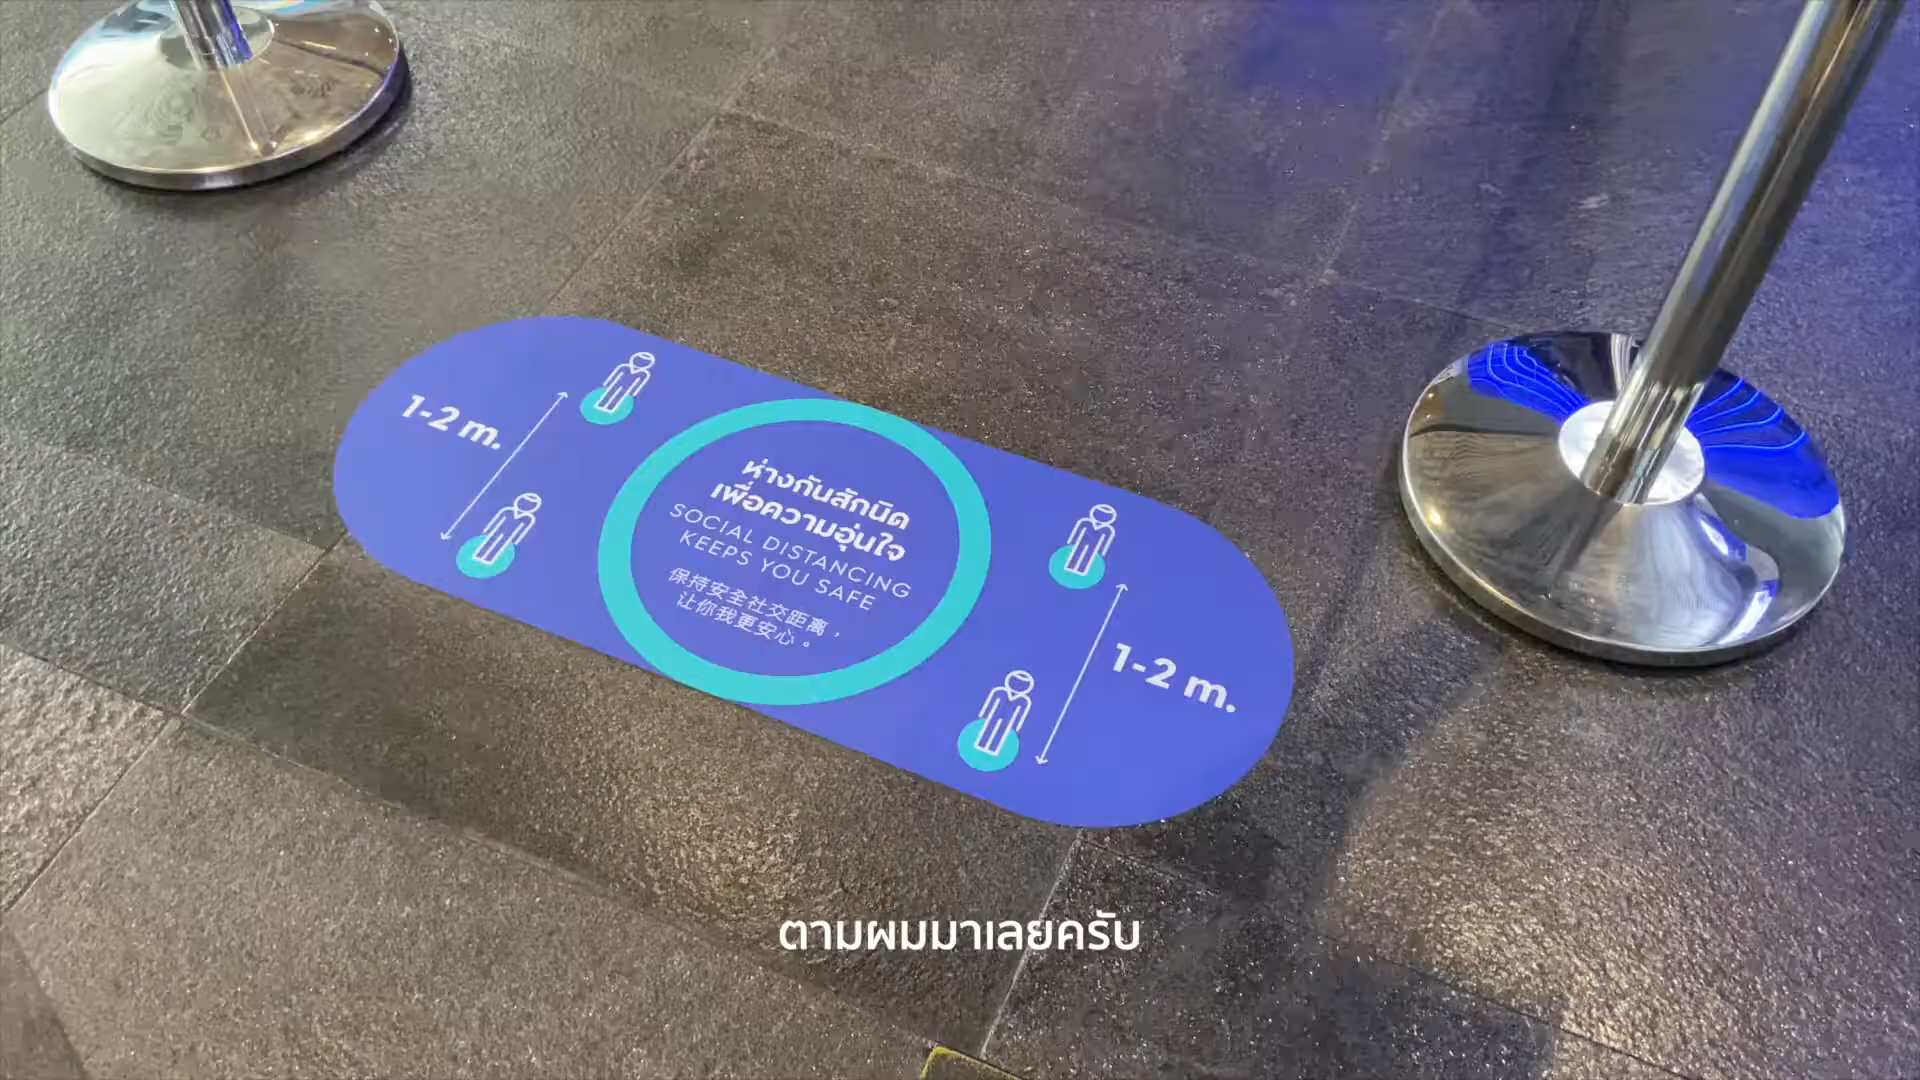 1-2 m.
ห่างกันสักนิด
เพื่อความอุ่นใจ
SOCIAL DISTANCING
KEEPS YOU SAFE
保持安全社交距离，
让你我更安心。
1-2 m.
ตามผมมาเลยครับ